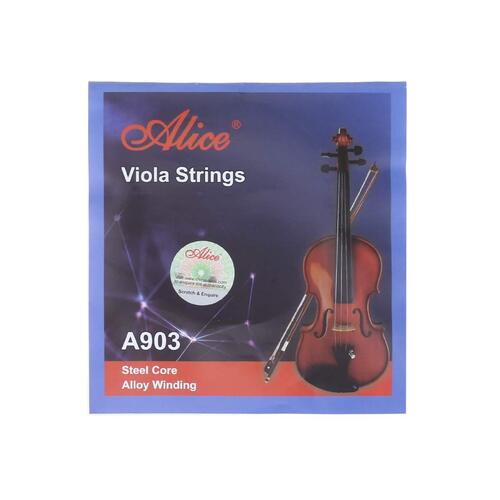 Alice®
Viola Strings
Alice
Scratch & Enquire
A903
Steel Core
Alloy Winding